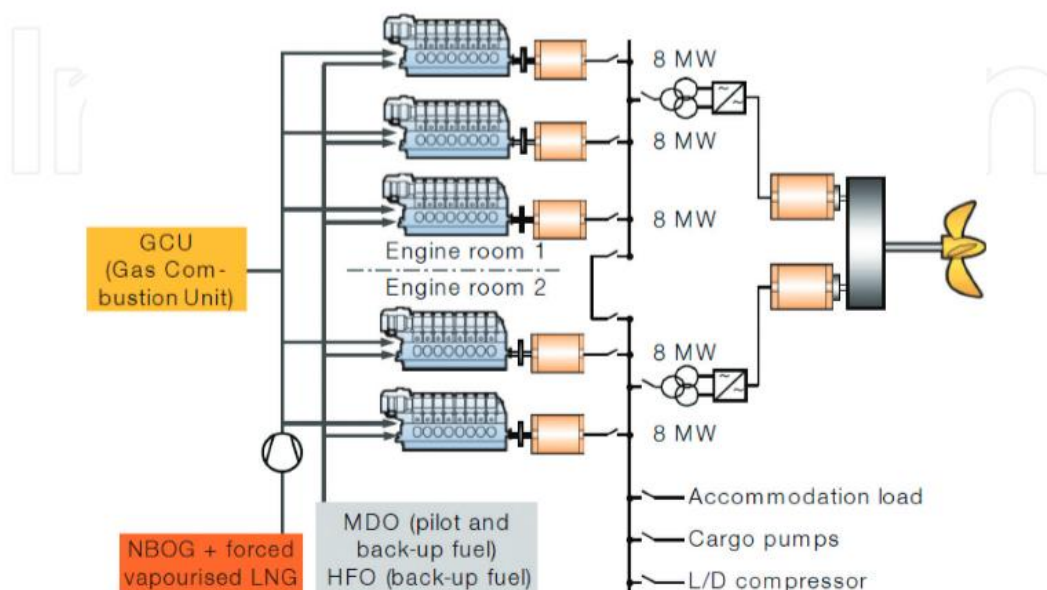 8 MW
8 MW
8 MW
Engine room 1
Engine room 2
8 MW
8 MW
GCU
(Gas Com-
bustion Unit)
NBOG + forced
vapourised LNG
MDO (pilot and
back-up fuel)
HFO (back-up fuel)
Accommodation load
Cargo pumps
L/D compressor